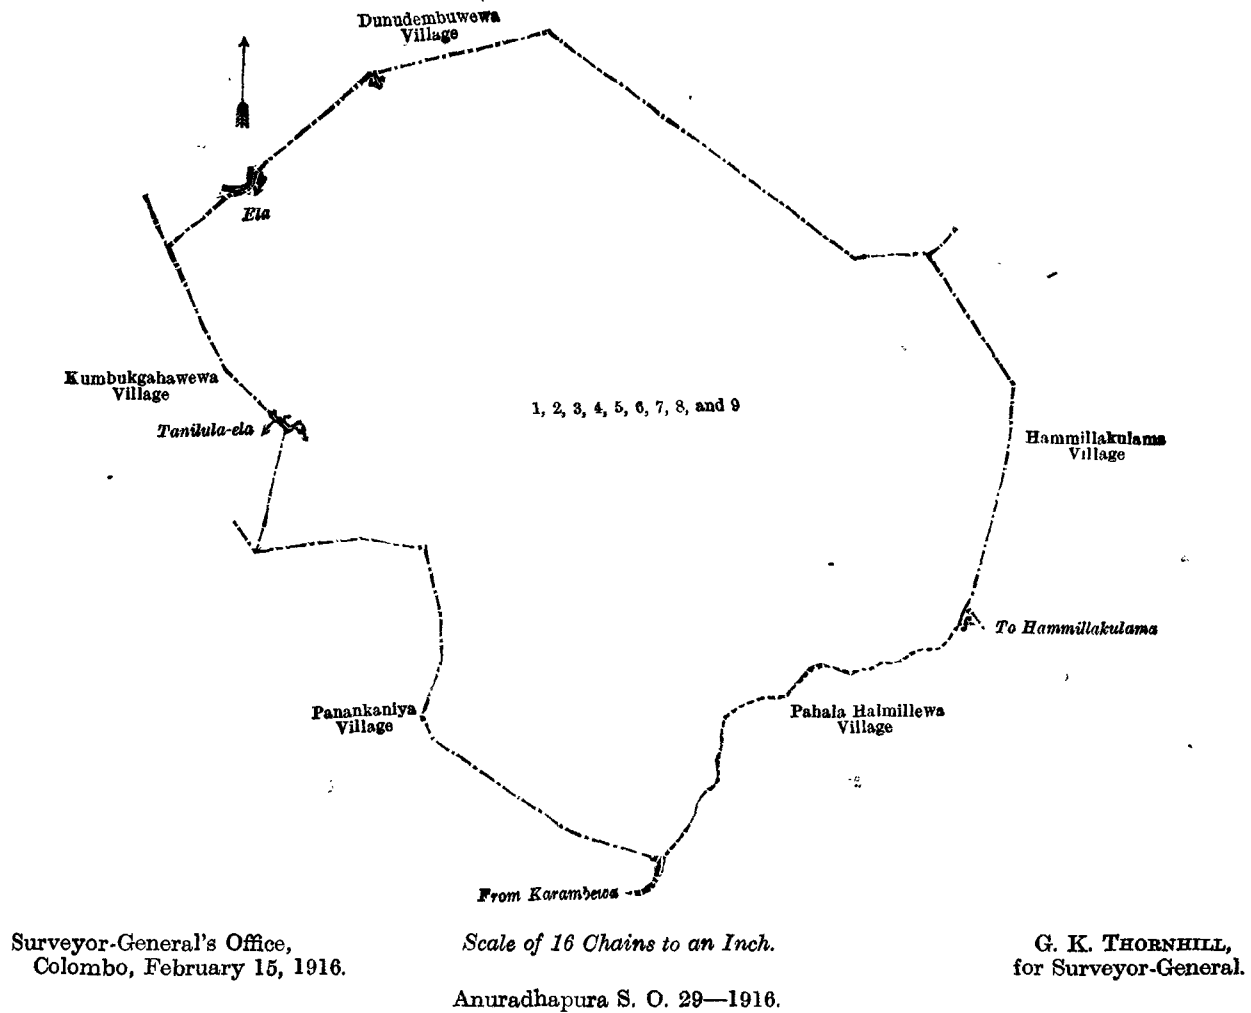 Dunudembuwewa
Village
Ela
Kumbukgahawewa
Village
Tanilula-ela
1, 2, 3, 4, 5, 6, 7, 8, and 9
Hammillakulama
Village
To Hammillakulama
Panankaniya
Village
Pahala Halmillewa
Village
From Karambewa
Surveyor-General's Office,
Colombo, February 15, 1916.
Scale of 16 Chains to an Inch.
G. K. THORNHILL,
for Surveyor-General.
Anuradhapura S. O. 29—1916.